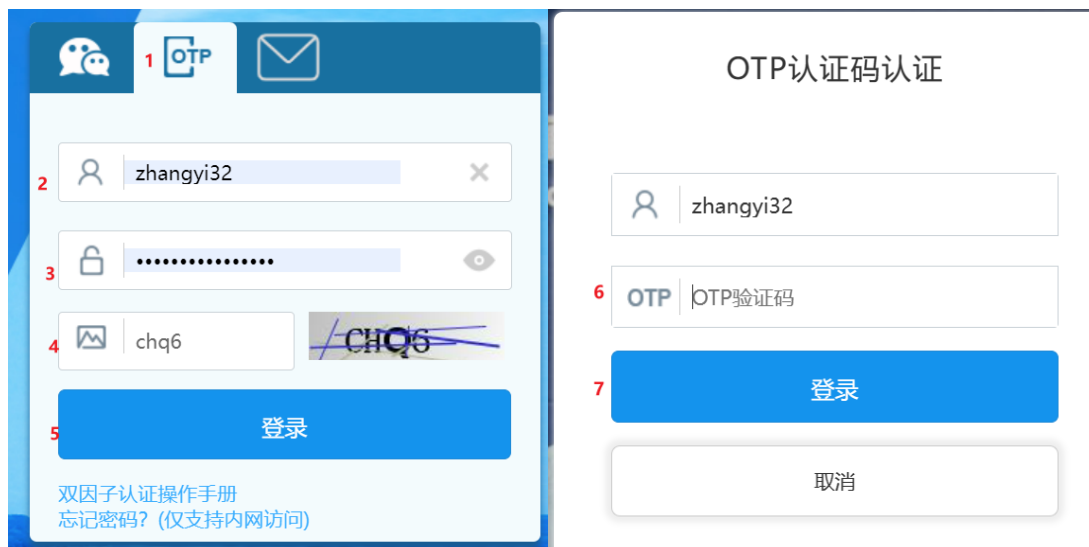 1 OTP
2 zhangyi32
3 ••••••••••••••••
4 chq6 CHQ6
5 登录
双因子认证操作手册
忘记密码？(仅支持内网访问)
OTP认证码认证
zhangyi32
6 OTP OTP验证码
7 登录
取消